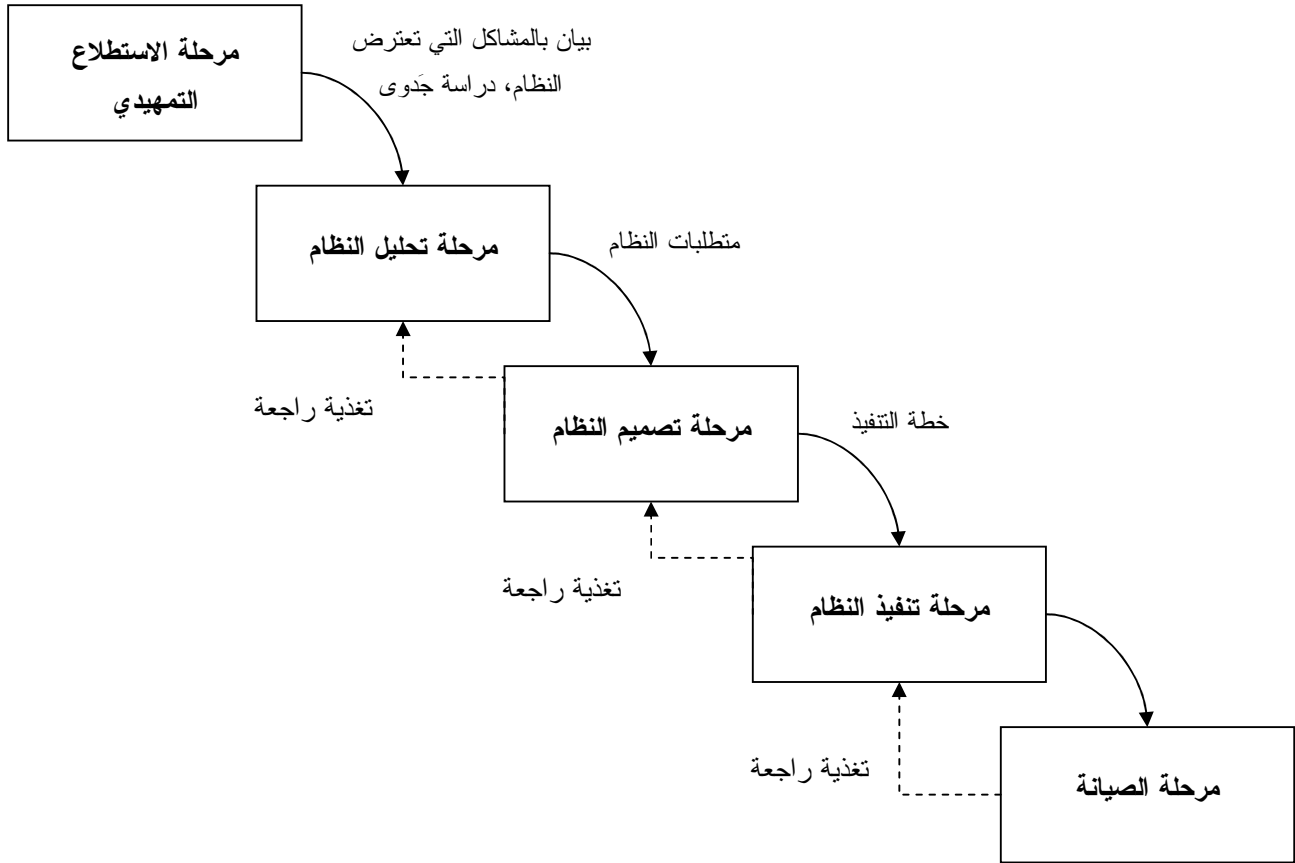 مرحلة الاستطلاع
التمهيدي
بيان بالمشاكل التي تعترض
النظام، دراسة جَدوى
مرحلة تحليل النظام
متطلبات النظام
تغذية راجعة
مرحلة تصميم النظام
خطة التنفيذ
تغذية راجعة
مرحلة تنفيذ النظام
تغذية راجعة
مرحلة الصيانة